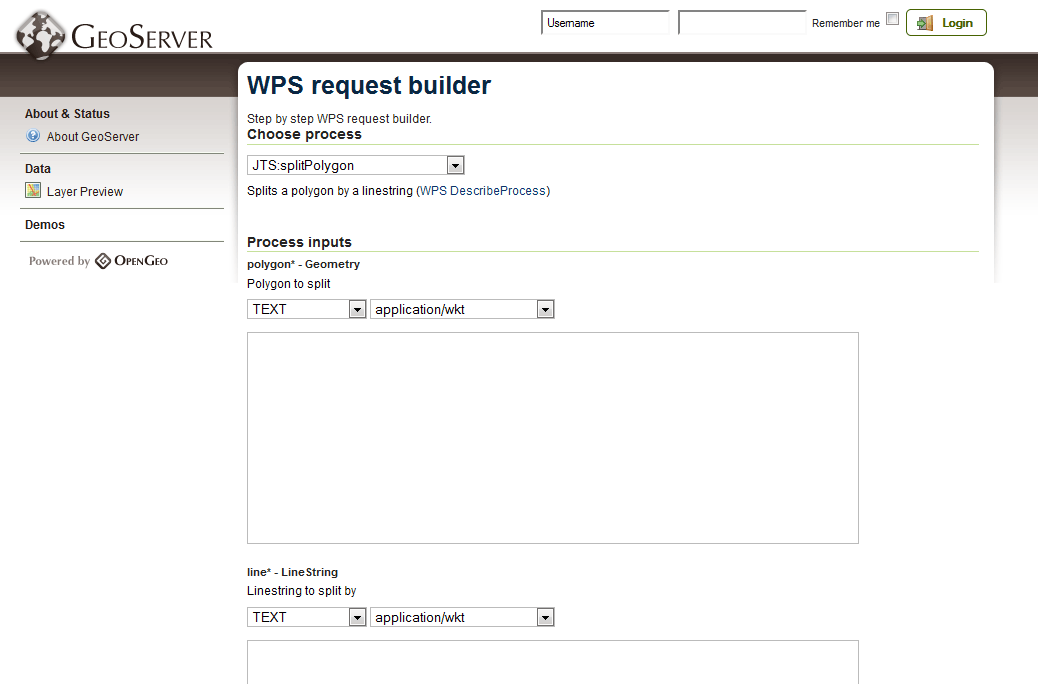 GEOSERVER
Username
Remember me
Login
About & Status
About GeoServer
Data
Layer Preview
Demos
Powered by OPENGEO
WPS request builder
Step by step WPS request builder.
Choose process
JTS:splitPolygon
Splits a polygon by a linestring (WPS DescribeProcess)
Process inputs
polygon* - Geometry
Polygon to split
TEXT application/wkt
line* - LineString
Linestring to split by
TEXT application/wkt